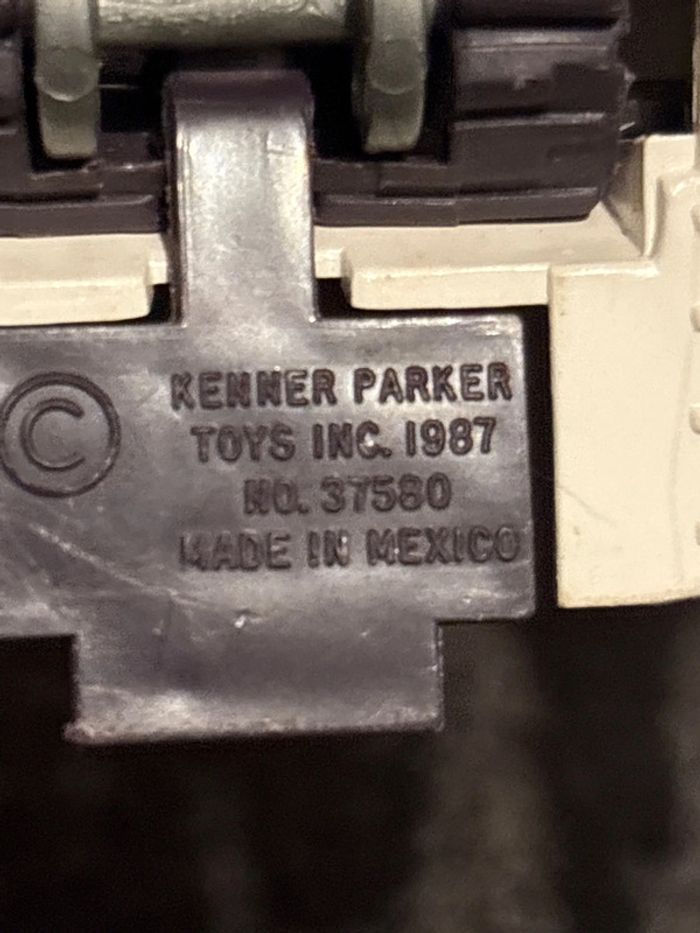 ©
KENNER PARKER
TOYS INC. 1987
NO. 37580
MADE IN MEXICO